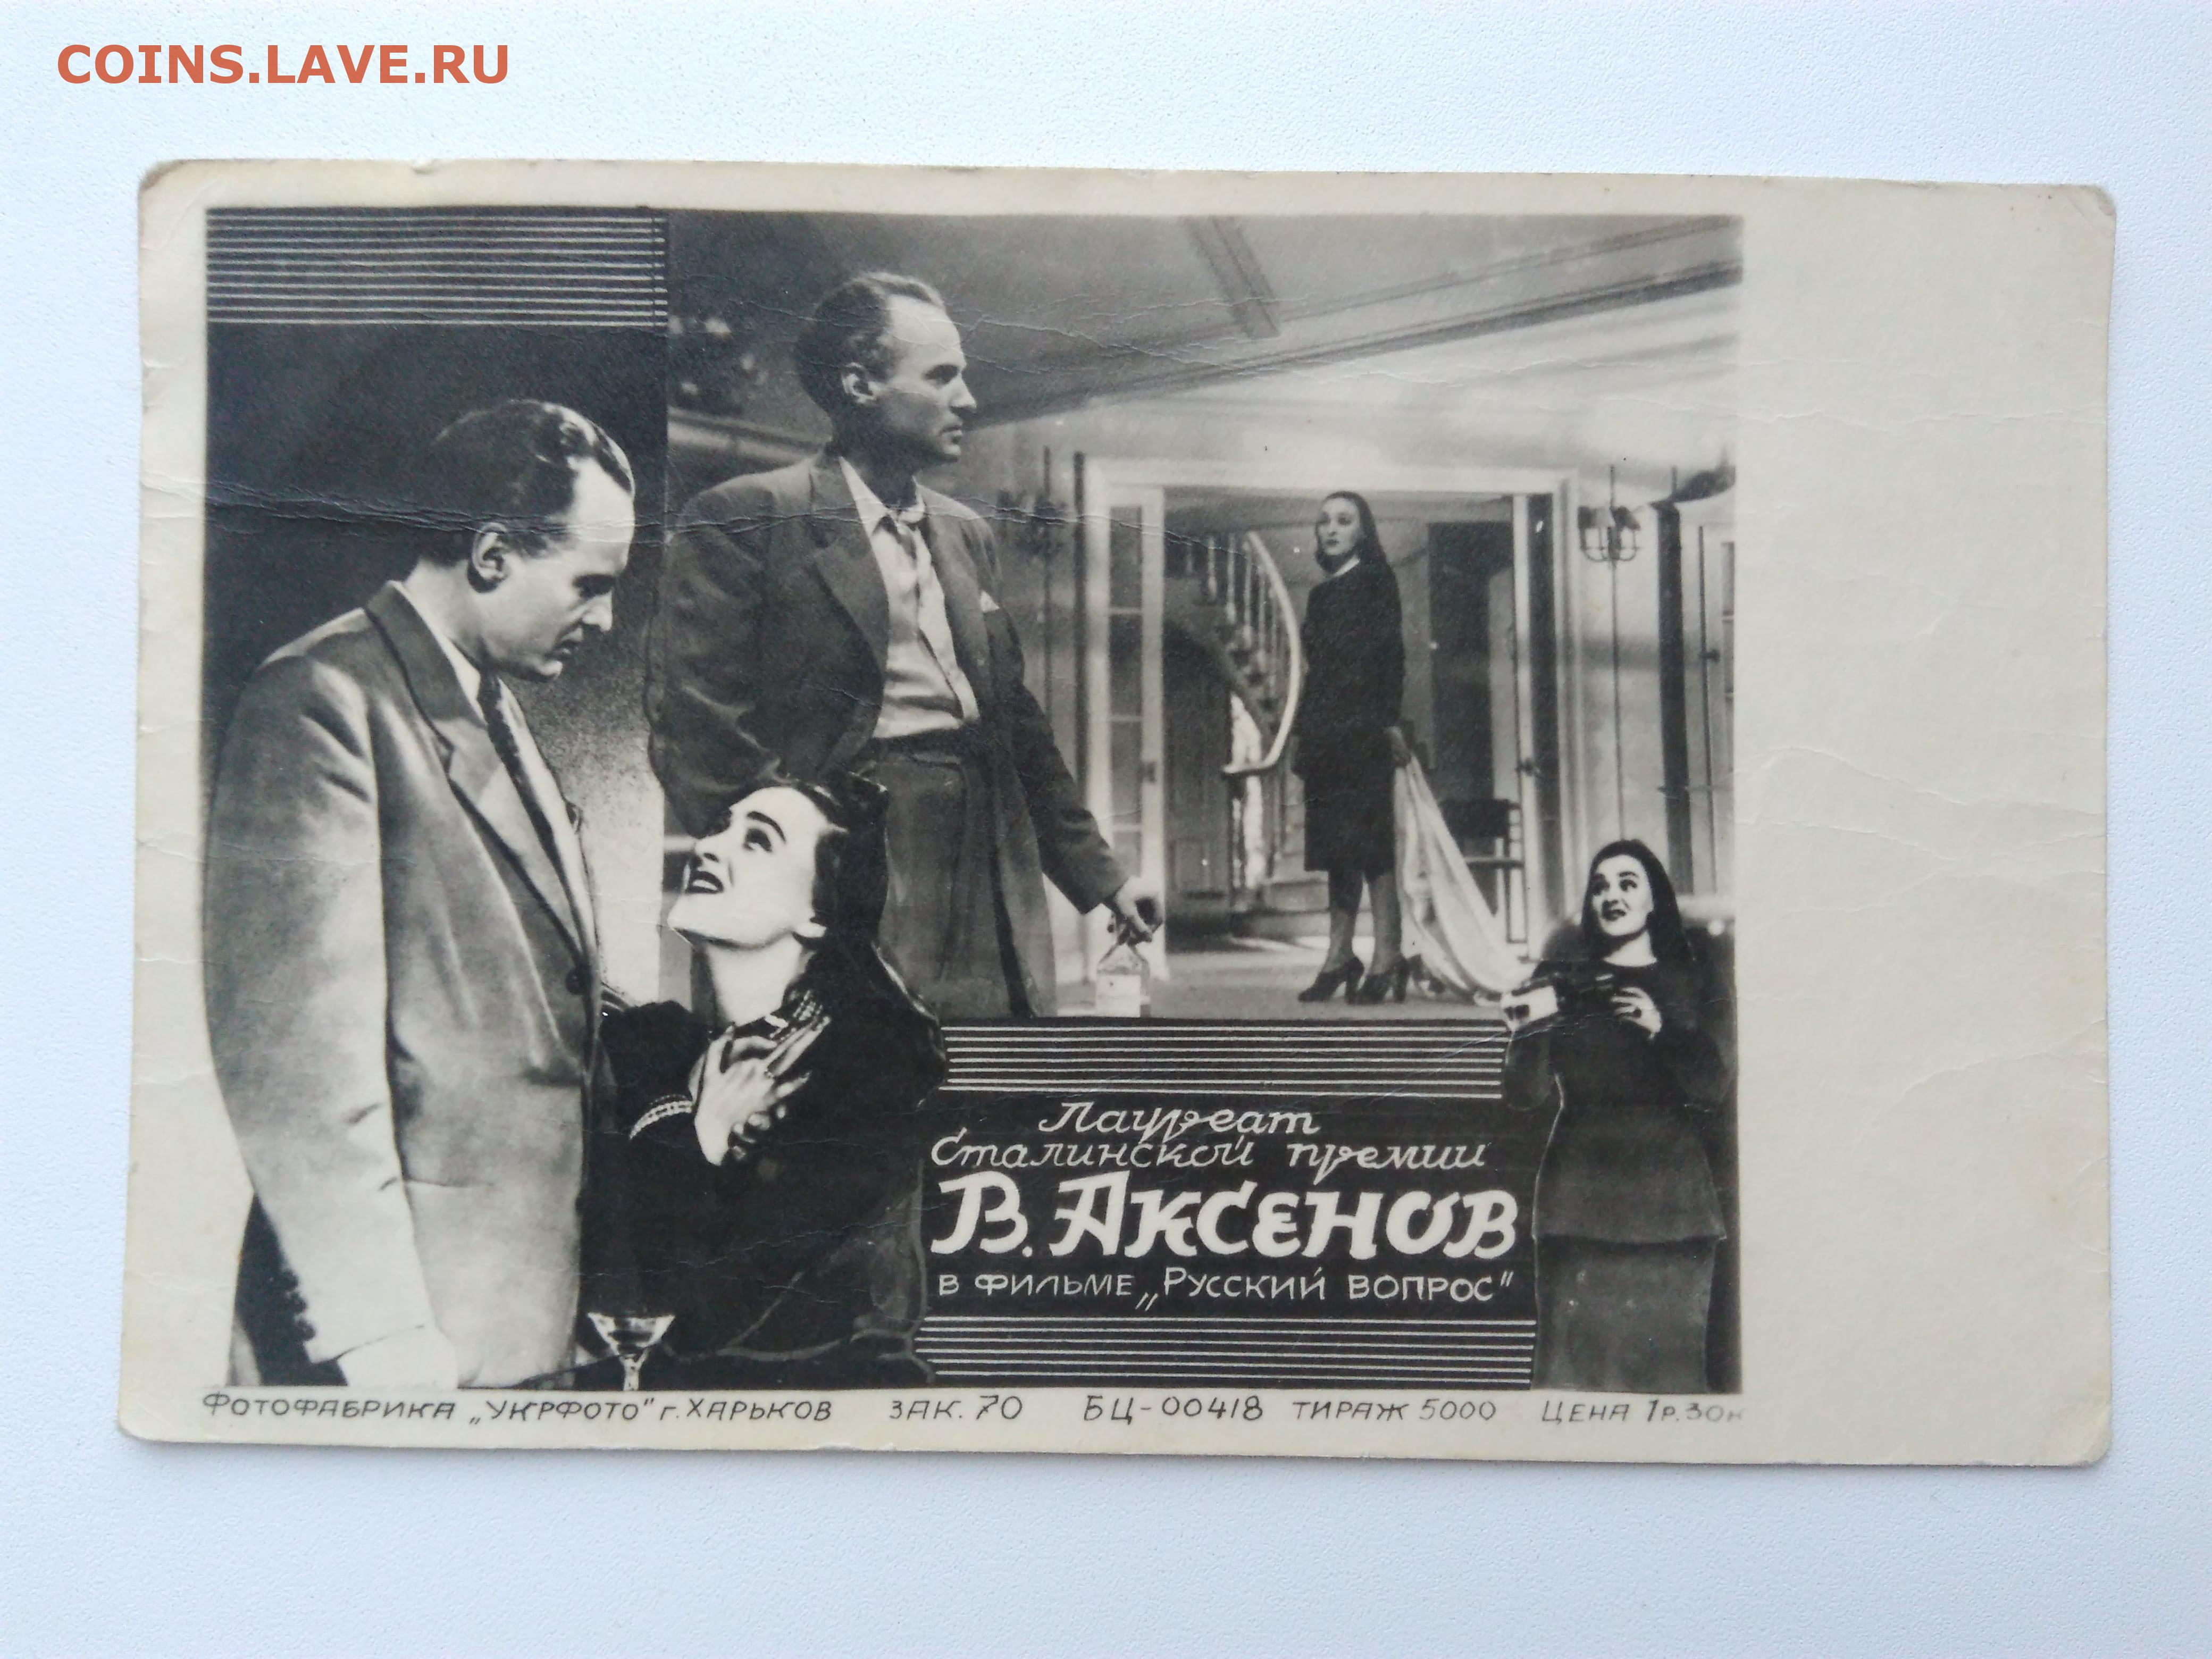 COINS.LAVE.RU
Лауреат
Сталинской премии
В. Аксенов
в фильме „Русский вопрос"
Фотофабрика „Укрфото" г. Харьков зак. 70 БЦ-00418 тираж 5000 цена 1р.30к